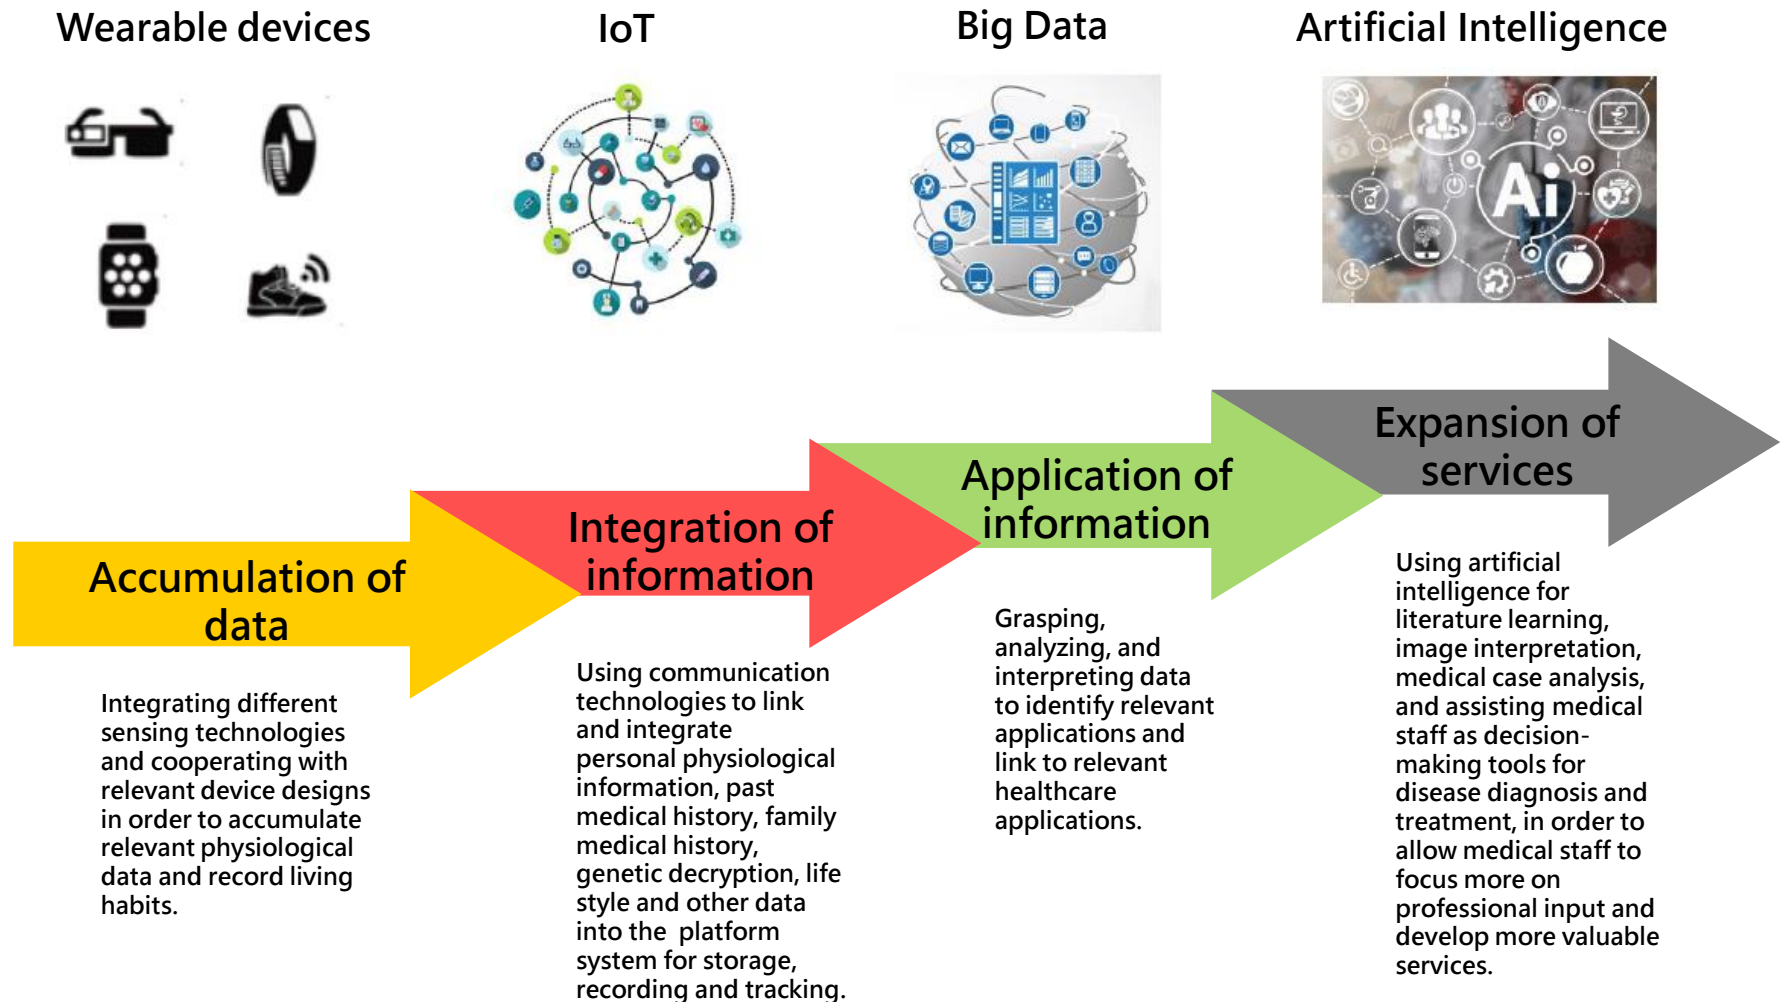 Wearable devices
IoT
Big Data
Artificial Intelligence
Ai
Accumulation of
data
Integrating different
sensing technologies
and cooperating with
relevant device designs
in order to accumulate
relevant physiological
data and record living
habits.
Integration of
information
Using communication
technologies to link
and integrate
personal physiological
information, past
medical history, family
medical history,
genetic decryption, life
style and other data
into the  platform
system for storage,
recording and tracking.
Application of
information
Grasping,
analyzing, and
interpreting data
to identify relevant
applications and
link to relevant
healthcare
applications.
Expansion of
services
Using artificial
intelligence for
literature learning,
image interpretation,
medical case analysis,
and assisting medical
staff as decision-
making tools for
disease diagnosis and
treatment, in order to
allow medical staff to
focus more on
professional input and
develop more valuable
services.